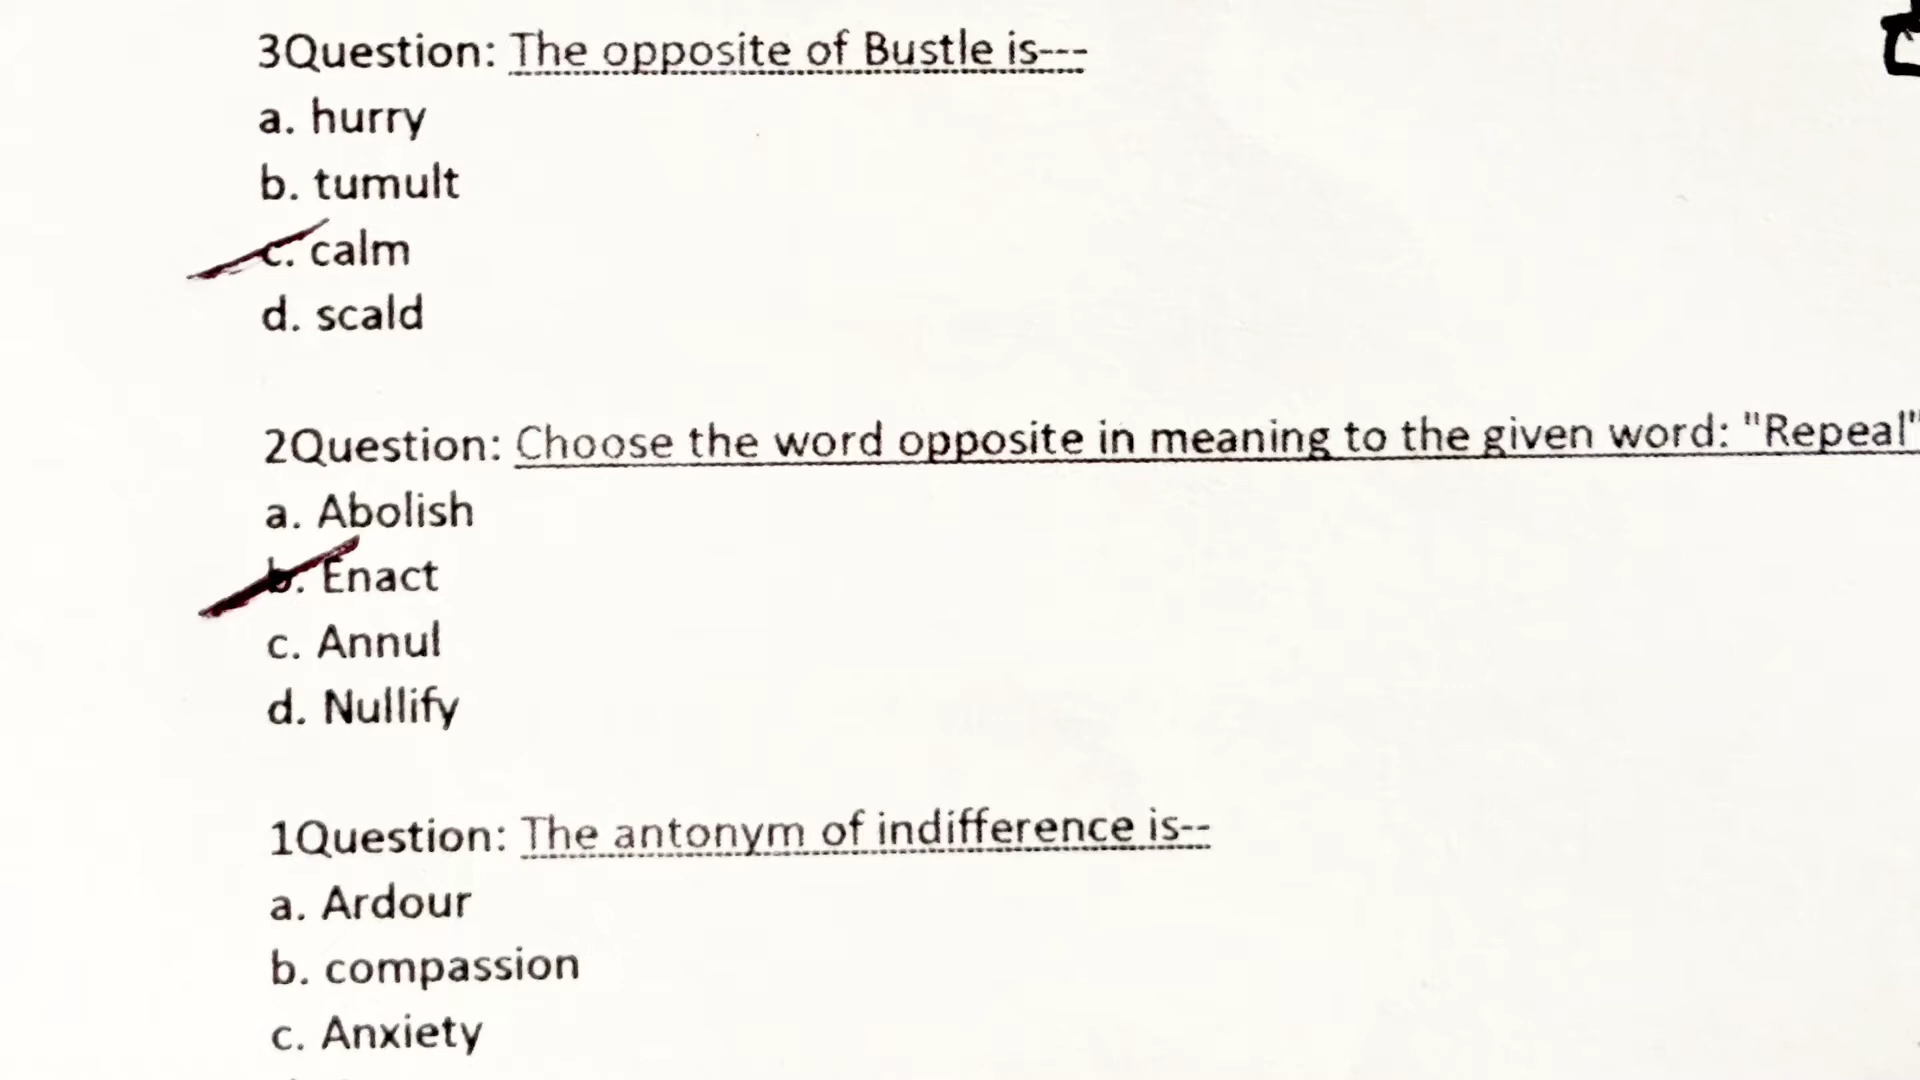 3Question: The opposite of Bustle is---
a. hurry
b. tumult
c. calm
d. scald
2Question: Choose the word opposite in meaning to the given word: "Repeal"
a. Abolish
b. Enact
c. Annul
d. Nullify
1Question: The antonym of indifference is--
a. Ardour
b. compassion
c. Anxiety